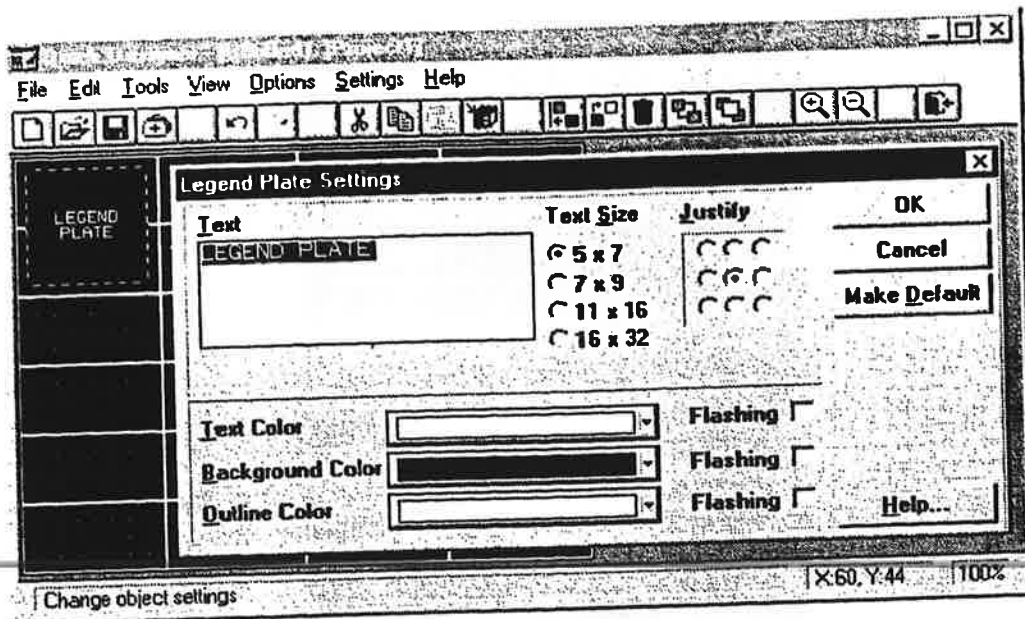 File Edit Tools View Options Settings Help
Legend Plate Settings
LEGEND
PLATE
Text
LEGEND PLATE
Text Size
5 x 7
7 x 9
11 x 16
16 x 32
Justify
OK
Cancel
Make Default
Text Color
Flashing
Background Color
Flashing
Outline Color
Flashing
Help...
Change object settings
X:60, Y:44
100%